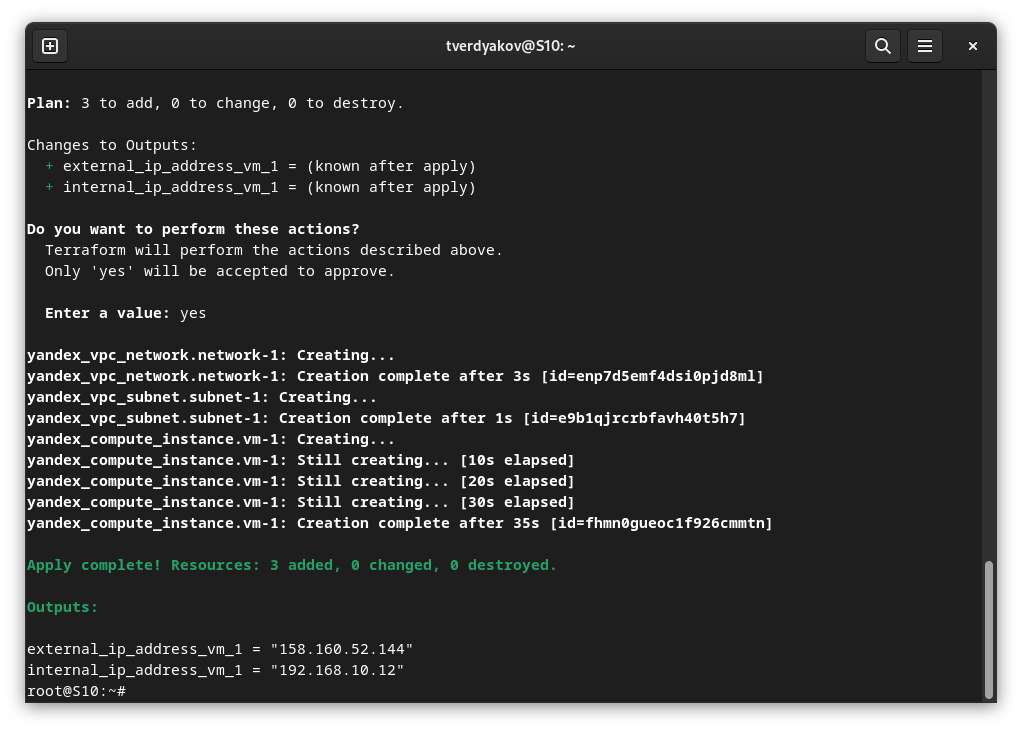 tverdyakov@S10: ~
Plan: 3 to add, 0 to change, 0 to destroy.
Changes to Outputs:
+ external_ip_address_vm_1 = (known after apply)
+ internal_ip_address_vm_1 = (known after apply)
Do you want to perform these actions?
Terraform will perform the actions described above.
Only 'yes' will be accepted to approve.
Enter a value: yes
yandex_vpc_network.network-1: Creating...
yandex_vpc_network.network-1: Creation complete after 3s [id=enp7d5emf4dsi0pjd8ml]
yandex_vpc_subnet.subnet-1: Creating...
yandex_vpc_subnet.subnet-1: Creation complete after 1s [id=e9b1qjrcrbfavh40t5h7]
yandex_compute_instance.vm-1: Creating...
yandex_compute_instance.vm-1: Still creating... [10s elapsed]
yandex_compute_instance.vm-1: Still creating... [20s elapsed]
yandex_compute_instance.vm-1: Still creating... [30s elapsed]
yandex_compute_instance.vm-1: Creation complete after 35s [id=fhmn0gueoc1f926cmmtn]
Apply complete! Resources: 3 added, 0 changed, 0 destroyed.
Outputs:
external_ip_address_vm_1 = "158.160.52.144"
internal_ip_address_vm_1 = "192.168.10.12"
root@S10:~#